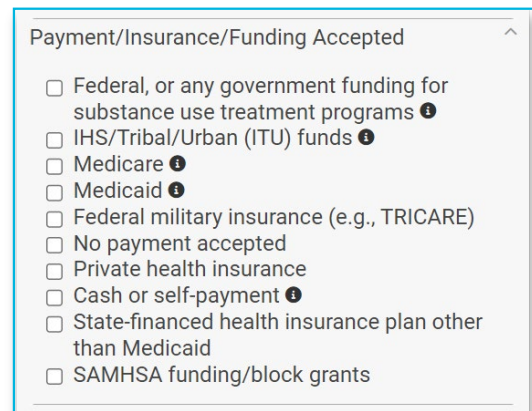 Payment/Insurance/Funding Accepted
Federal, or any government funding for
substance use treatment programs
IHS/Tribal/Urban (ITU) funds
Medicare
Medicaid
Federal military insurance (e.g., TRICARE)
No payment accepted
Private health insurance
Cash or self-payment
State-financed health insurance plan other
than Medicaid
SAMHSA funding/block grants